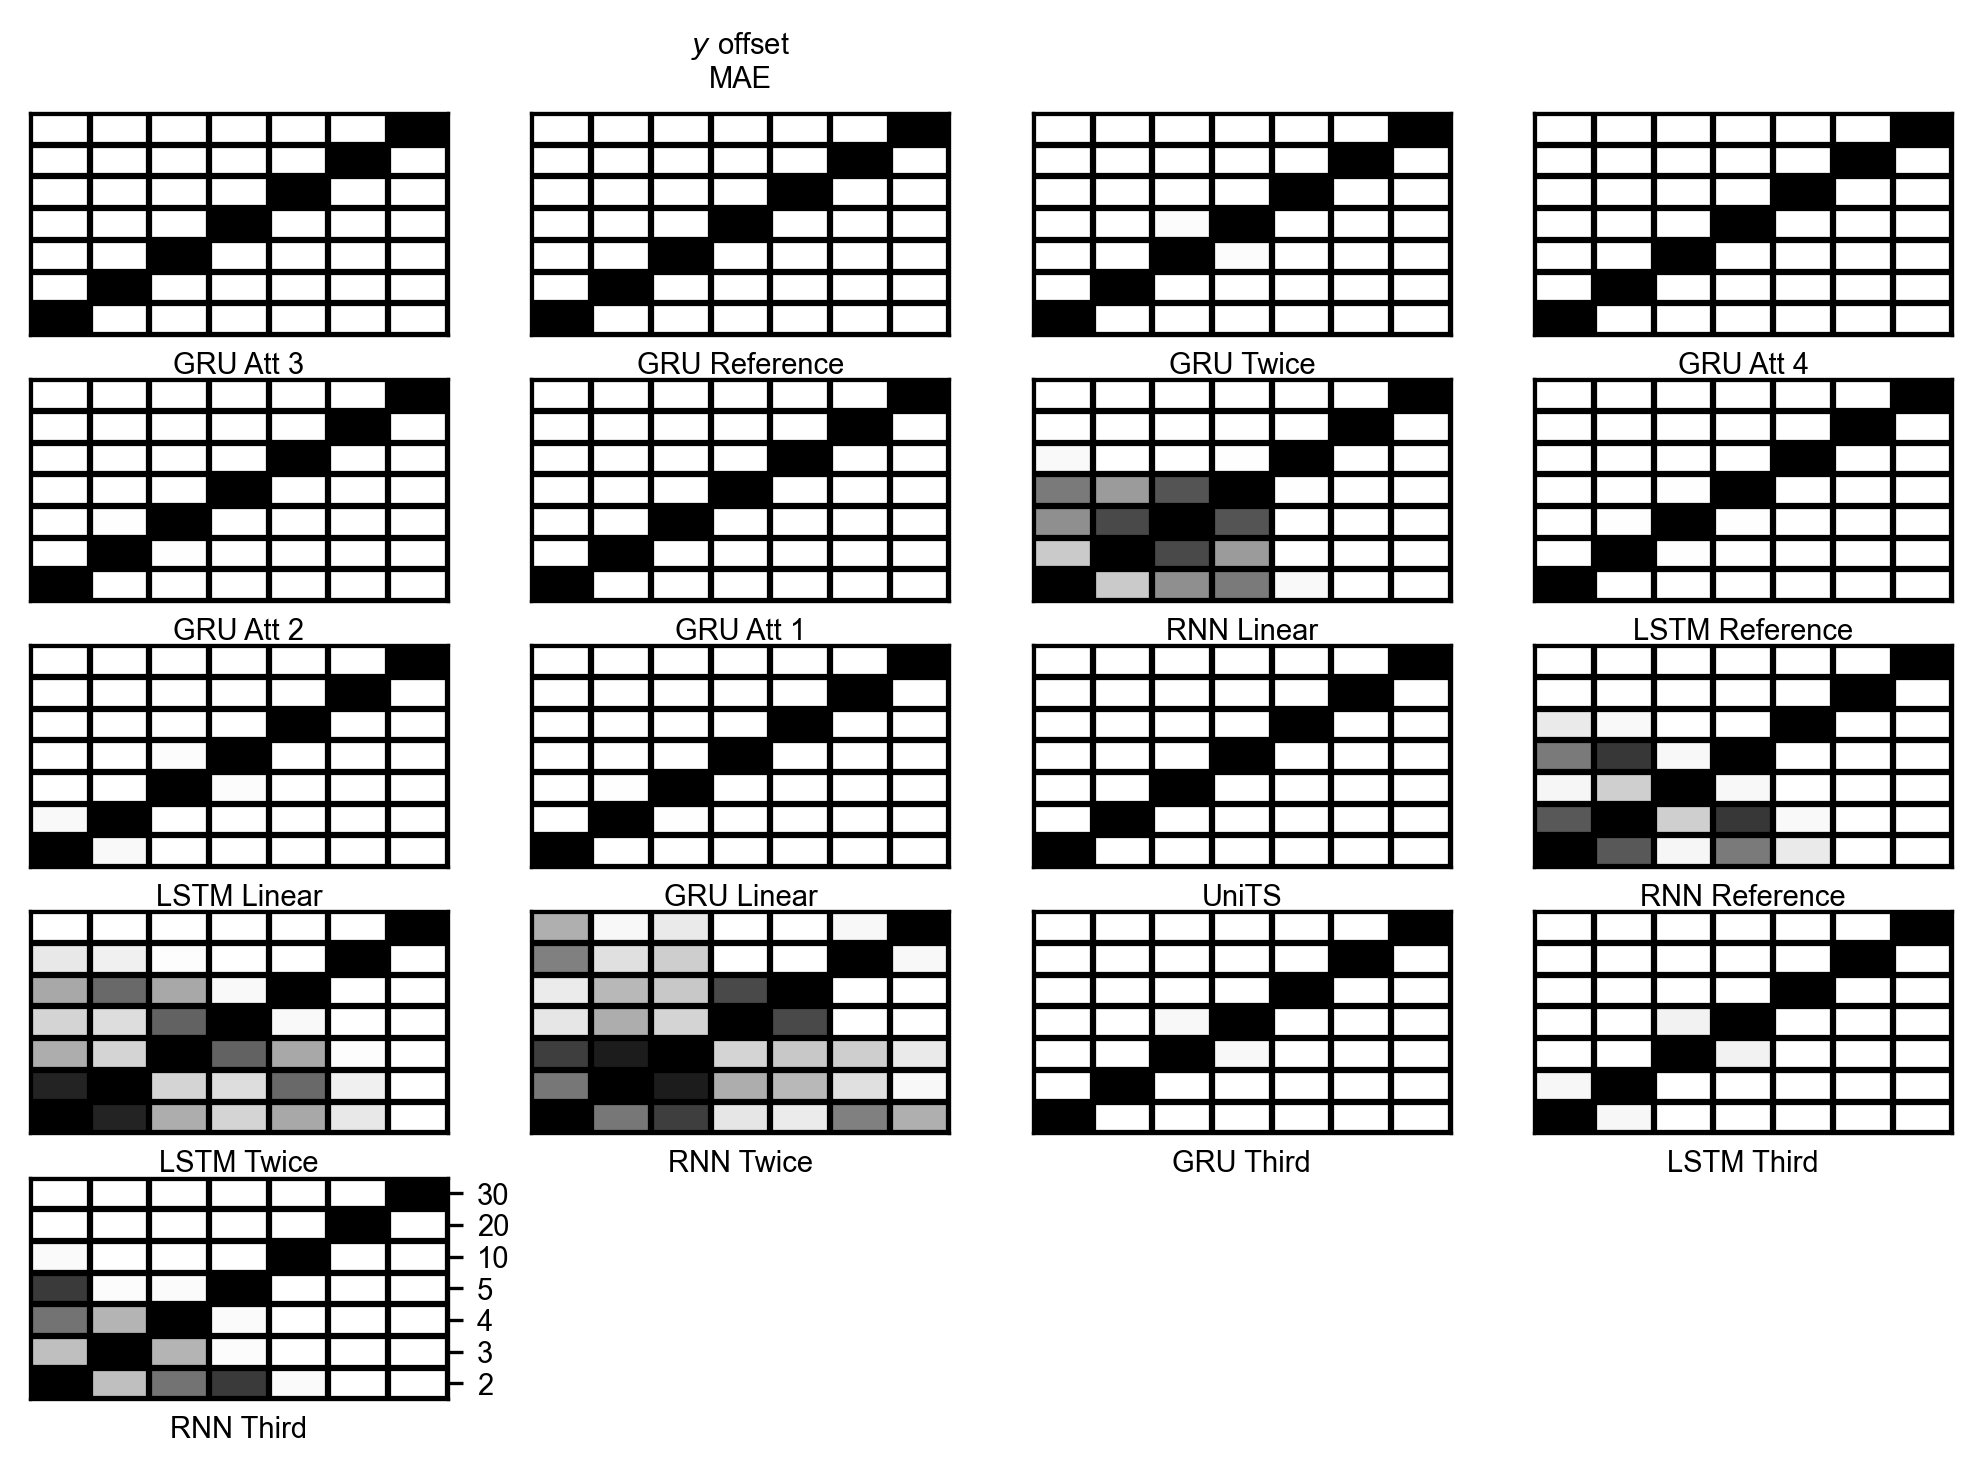 y offset
MAE
GRU Att 3
GRU Reference
GRU Twice
GRU Att 4
GRU Att 2
GRU Att 1
RNN Linear
LSTM Reference
LSTM Linear
GRU Linear
UniTS
RNN Reference
LSTM Twice
RNN Twice
GRU Third
LSTM Third
30
20
10
5
4
3
2
RNN Third